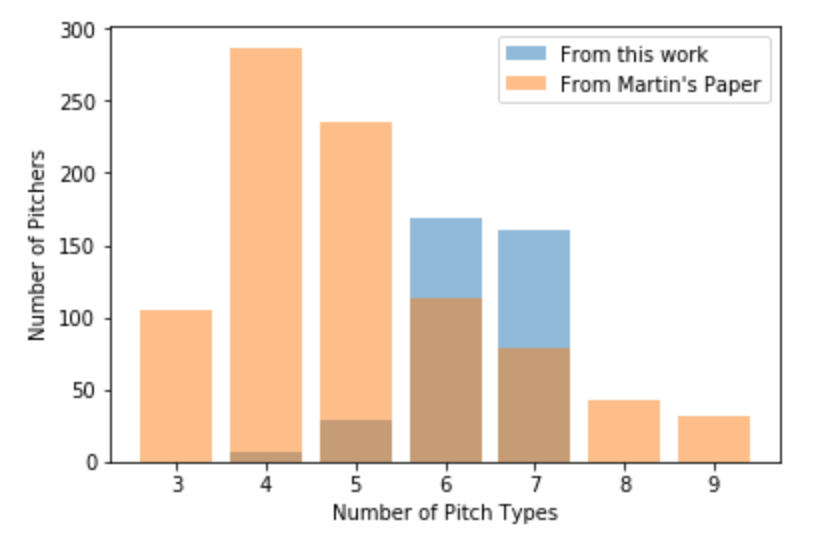 300
250
200
150
100
50
0
Number of Pitchers
From this work
From Martin's Paper
3 4 5 6 7 8 9
Number of Pitch Types